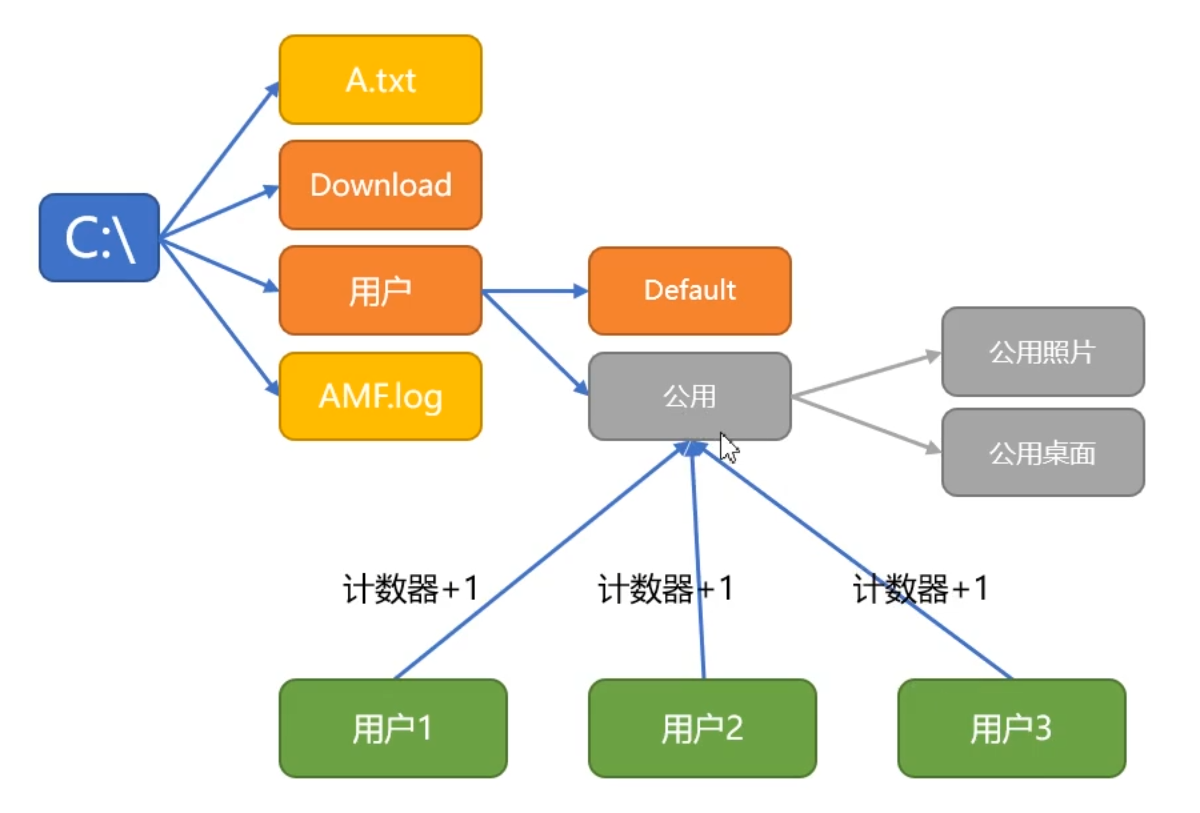 A.txt
Download
C:\
用户
Default
公用照片
AMF.log
公用
公用桌面
计数器+1
计数器+1
计数器+1
用户1
用户2
用户3